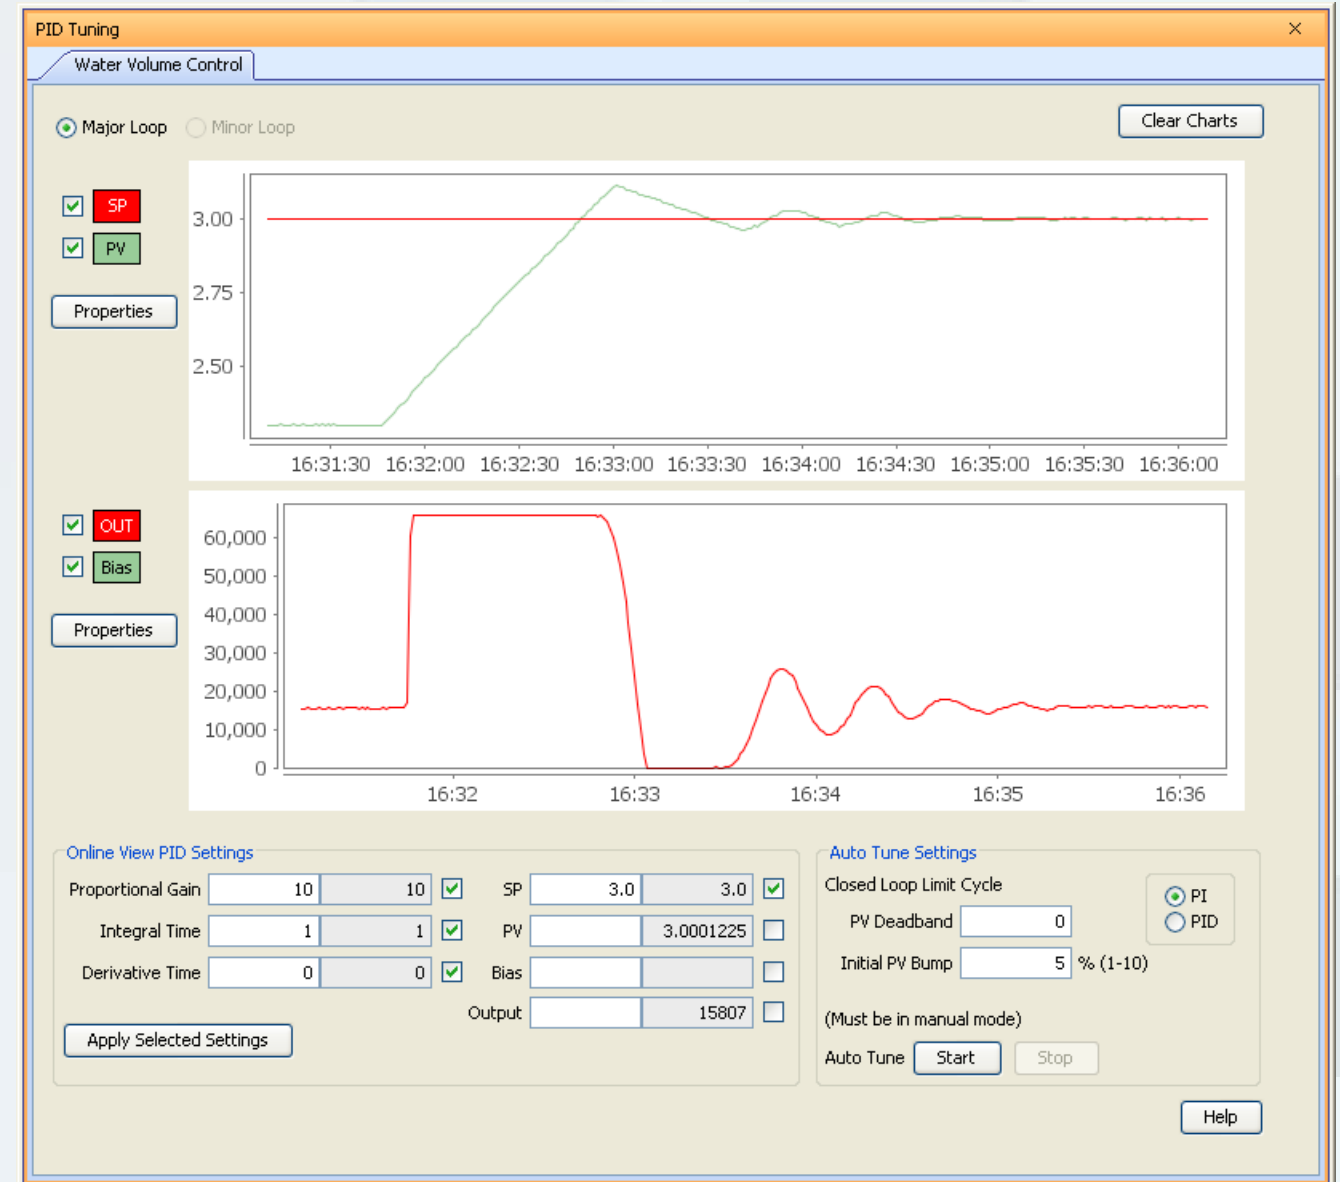 PID Tuning
Water Volume Control
Major Loop Minor Loop Clear Charts
SP
PV
Properties
3.00
2.75
2.50
16:31:30 16:32:00 16:32:30 16:33:00 16:33:30 16:34:00 16:34:30 16:35:00 16:35:30 16:36:00
OUT
Bias
Properties
60,000
50,000
40,000
30,000
20,000
10,000
0
16:32 16:33 16:34 16:35 16:36
Online View PID Settings
Proportional Gain 10 10 SP 3.0 3.0
Integral Time 1 1 PV 3.0001225
Derivative Time 0 0 Bias
Output 15807
Apply Selected Settings
Auto Tune Settings
Closed Loop Limit Cycle
PI
PV Deadband 0 PID
Initial PV Bump 5 % (1-10)
(Must be in manual mode)
Auto Tune Start Stop
Help